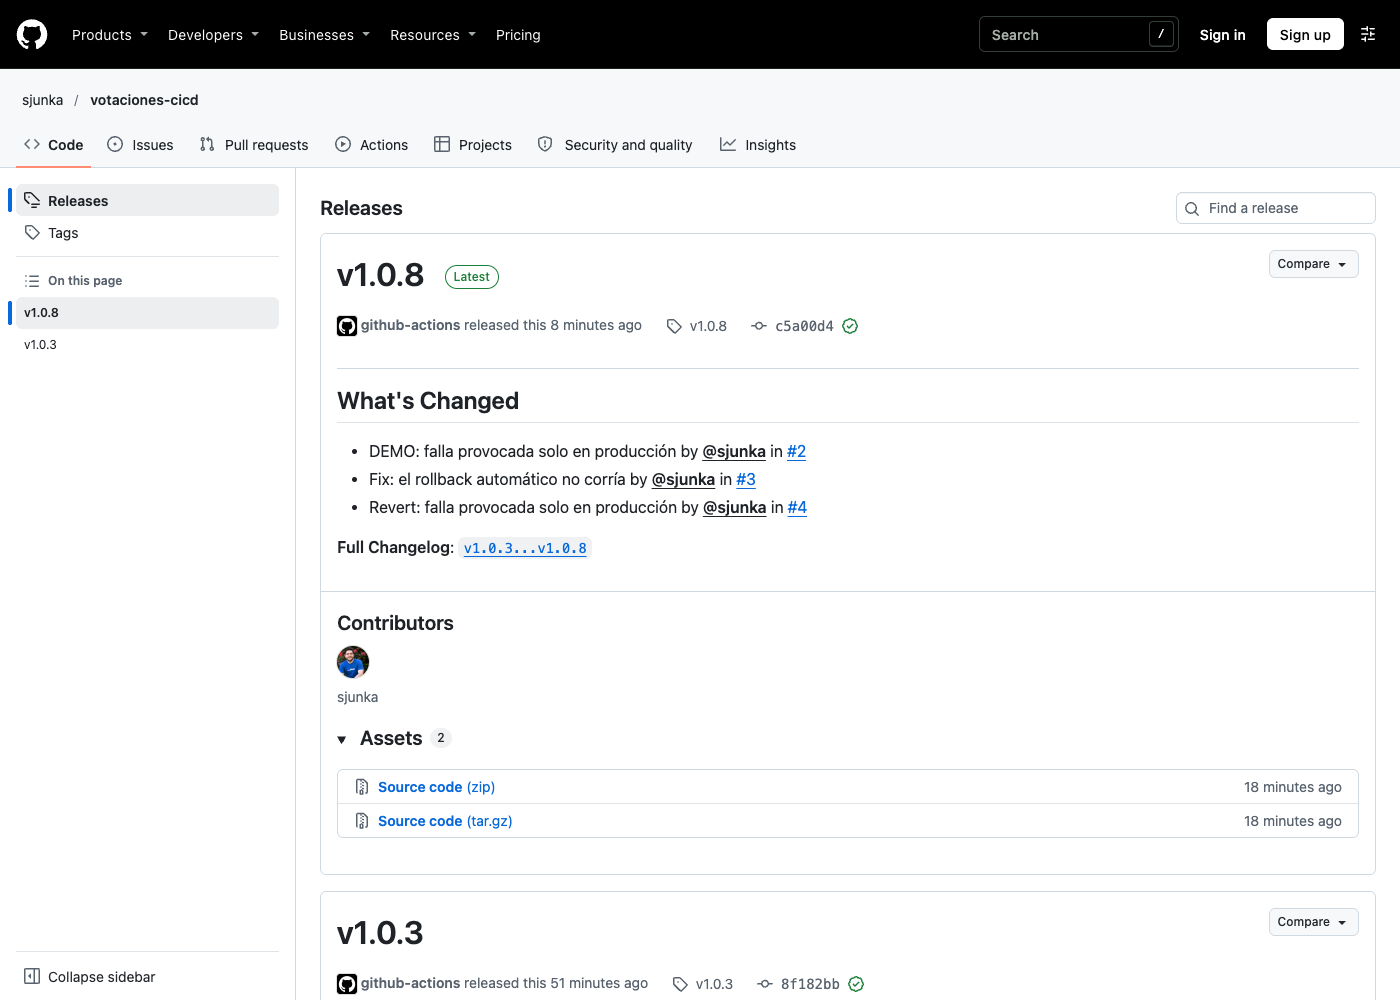 Products Developers Businesses Resources Pricing Search / Sign in Sign up
sjunka / votaciones-cicd
Code Issues Pull requests Actions Projects Security and quality Insights
Releases
Tags
On this page
v1.0.8
v1.0.3
Collapse sidebar
Releases
Find a release
v1.0.8 Latest
Compare
github-actions released this 8 minutes ago v1.0.8 c5a00d4
What's Changed
• DEMO: falla provocada solo en producción by @sjunka in #2
• Fix: el rollback automático no corría by @sjunka in #3
• Revert: falla provocada solo en producción by @sjunka in #4
Full Changelog: v1.0.3...v1.0.8
Contributors
sjunka
Assets 2
Source code (zip) 18 minutes ago
Source code (tar.gz) 18 minutes ago
v1.0.3
Compare
github-actions released this 51 minutes ago v1.0.3 8f182bb